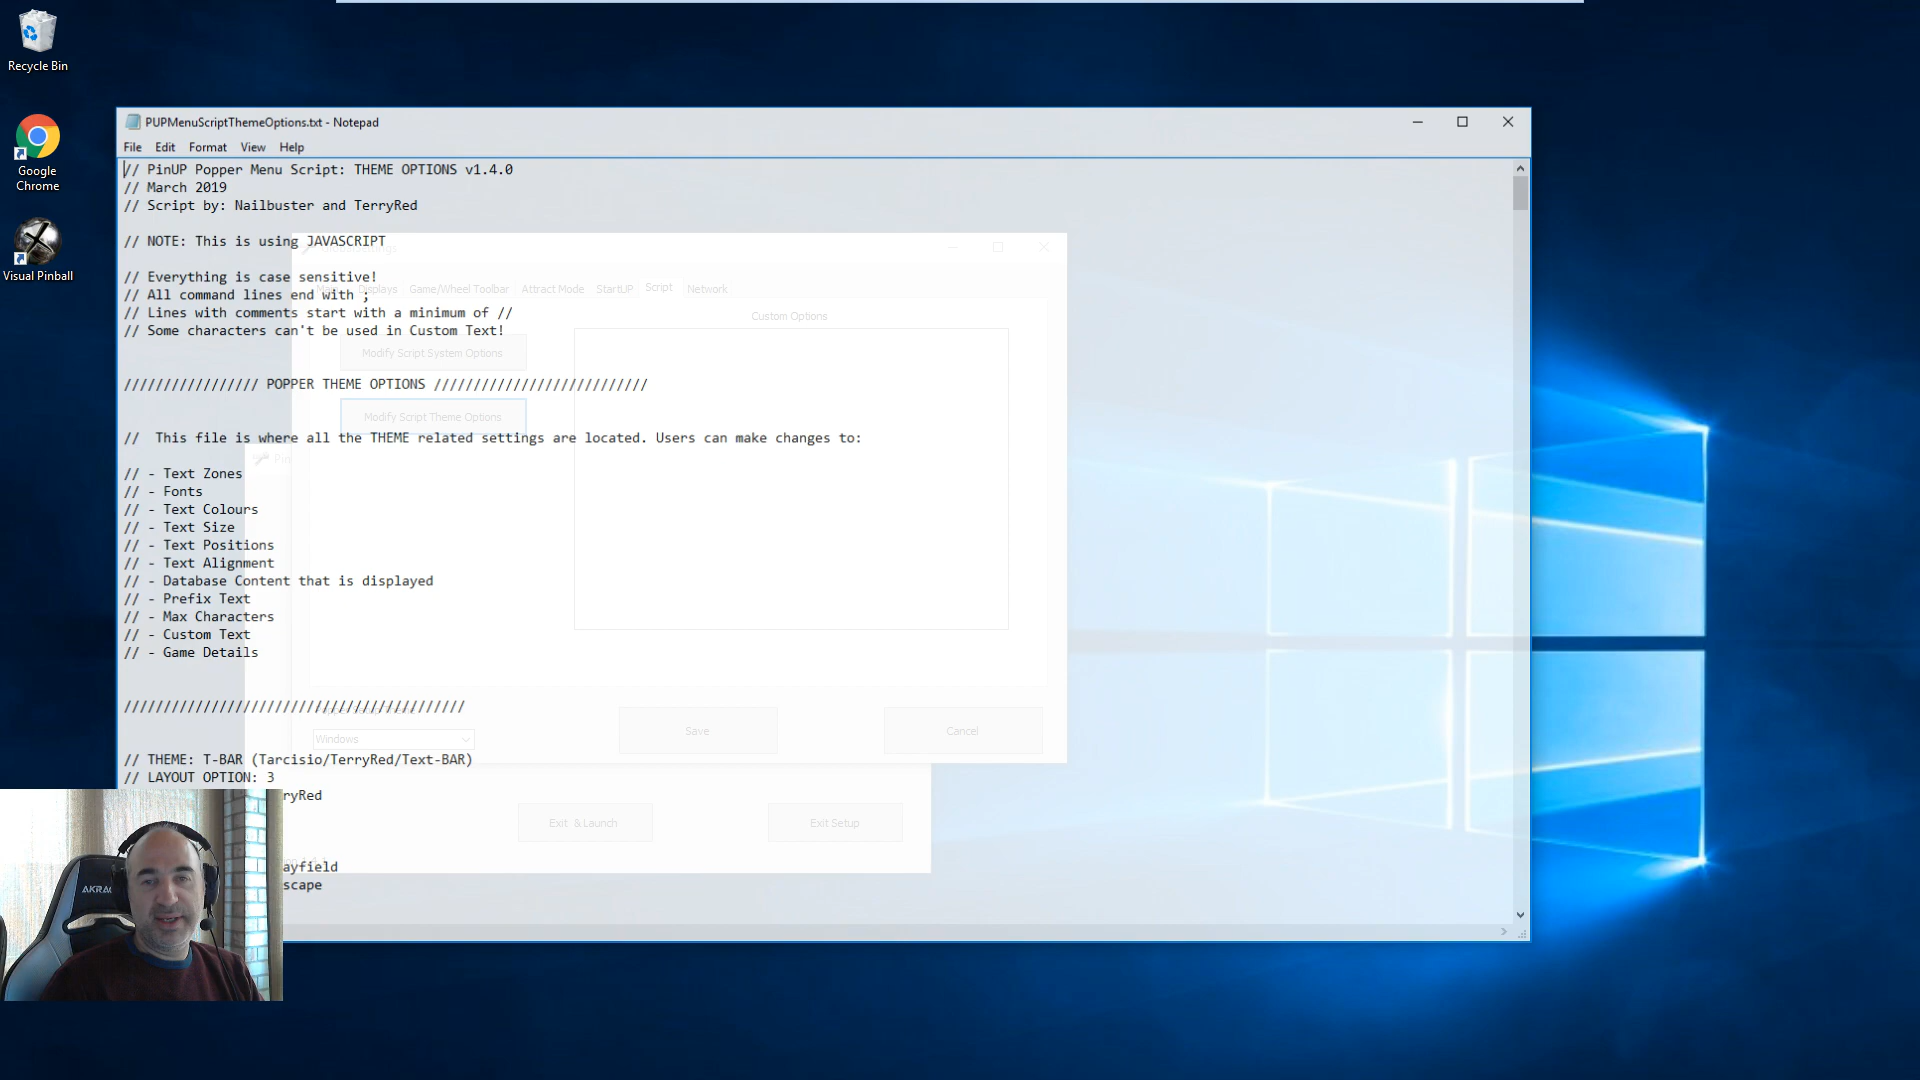 Recycle Bin
Google
Chrome
Visual Pinball
PUPMenuScriptThemeOptions.txt - Notepad
File Edit Format View Help
// PinUP Popper Menu Script: THEME OPTIONS v1.4.0
// March 2019
// Script by: Nailbuster and TerryRed
// NOTE: This is using JAVASCRIPT
// Everything is case sensitive!
// All command lines end with ;
// Lines with comments start with a minimum of //
// Some characters can't be used in Custom Text!
///////////////// POPPER THEME OPTIONS ///////////////////////////
// This file is where all the THEME related settings are located. Users can make changes to:
// - Text Zones
// - Fonts
// - Text Colours
// - Text Size
// - Text Positions
// - Text Alignment
// - Database Content that is displayed
// - Prefix Text
// - Max Characters
// - Custom Text
// - Game Details
///////////////////////////////////////////
// THEME: T-BAR (Tarcisio/TerryRed/Text-BAR)
// LAYOUT OPTION: 3
ryRed
ayfield
scape
Displays Game/Wheel Toolbar Attract Mode StartUP Script Network
Custom Options
Modify Script System Options
Modify Script Theme Options
Windows
Save
Cancel
Exit & Launch
Exit Setup
AKRAC